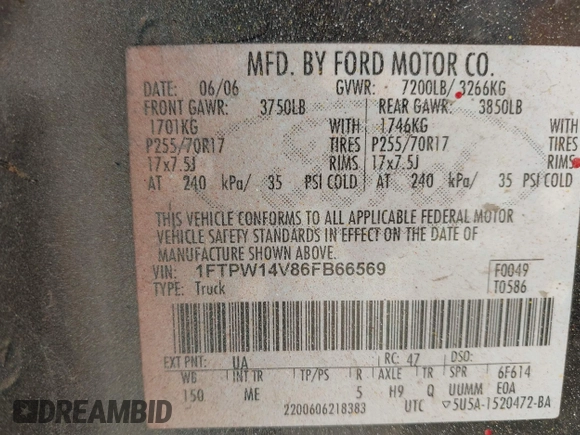 MFD. BY FORD MOTOR CO.
DATE: 06/06 GVWR: 7200LB/ 3266KG
FRONT GAWR: 3750LB REAR GAWR: 3850LB
1701KG WITH 1746KG WITH
P255/70R17 TIRES P255/70R17 TIRES
17x7.5J RIMS 17x7.5J RIMS
AT 240 kPa/ 35 PSI COLD AT 240 kPa/ 35 PSI COLD
THIS VEHICLE CONFORMS TO ALL APPLICABLE FEDERAL MOTOR
VEHICLE SAFETY STANDARDS IN EFFECT ON THE DATE OF
MANUFACTURE SHOWN ABOVE.
VIN: 1FTPW14V86FB66569 F0049
TYPE: Truck T0586
EXT PNT: UA RC: 47 DSO:
WB INT TR TP/PS R AXLE TR SPR 6F614
150 ME 5 H9 Q UUMM E0A
2200606218383 UTC ▽5U5A-1520472-BA
RIDESAFELY
RideSafely.com